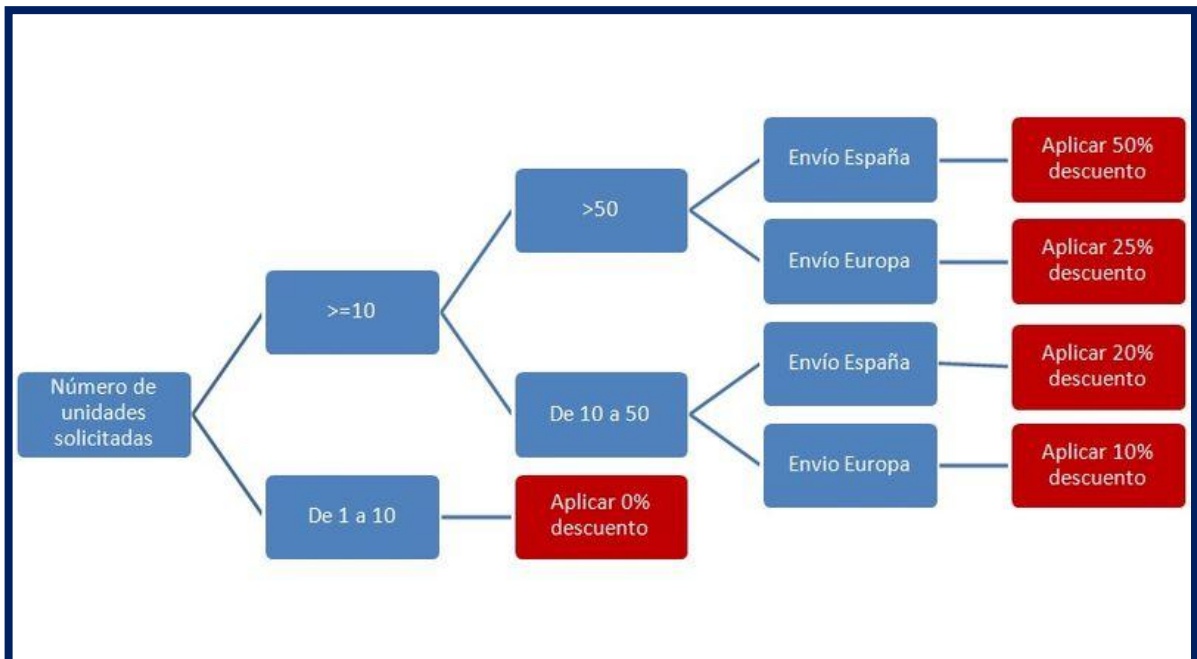 Número de
unidades
solicitadas
>=10
De 1 a 10
>50
De 10 a 50
Aplicar 0%
descuento
Envío España
Envío Europa
Envío España
Envio Europa
Aplicar 50%
descuento
Aplicar 25%
descuento
Aplicar 20%
descuento
Aplicar 10%
descuento